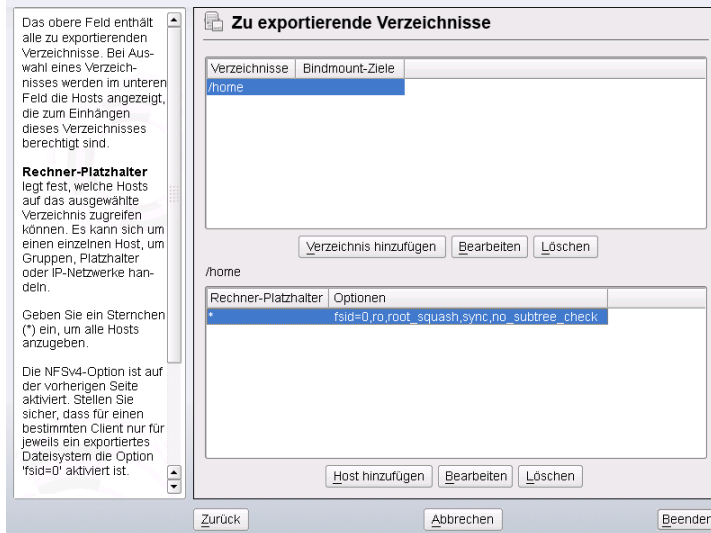 Das obere Feld enthält
alle zu exportierenden
Verzeichnisse. Bei Aus-
wahl eines Verzeich-
nisses werden im unteren
Feld die Hosts angezeigt,
die zum Einhängen
dieses Verzeichnisses
berechtigt sind.
Rechner-Platzhalter
legt fest, welche Hosts
auf das ausgewählte
Verzeichnis zugreifen
können. Es kann sich um
einen einzelnen Host, um
Gruppen, Platzhalter
oder IP-Netzwerke han-
deln.
Geben Sie ein Sternchen
(*) ein, um alle Hosts
anzugeben.
Die NFSv4-Option ist auf
der vorherigen Seite
aktiviert. Stellen Sie
sicher, dass für einen
bestimmten Client nur für
jeweils ein exportiertes
Dateisystem die Option
'fsid=0' aktiviert ist.
Zu exportierende Verzeichnisse
Verzeichnisse Bindmount-Ziele
/home
Verzeichnis hinzufügen Bearbeiten Löschen
/home
Rechner-Platzhalter Optionen
* fsid=0,ro,root_squash,sync,no_subtree_check
Host hinzufügen Bearbeiten Löschen
Zurück Abbrechen Beenden